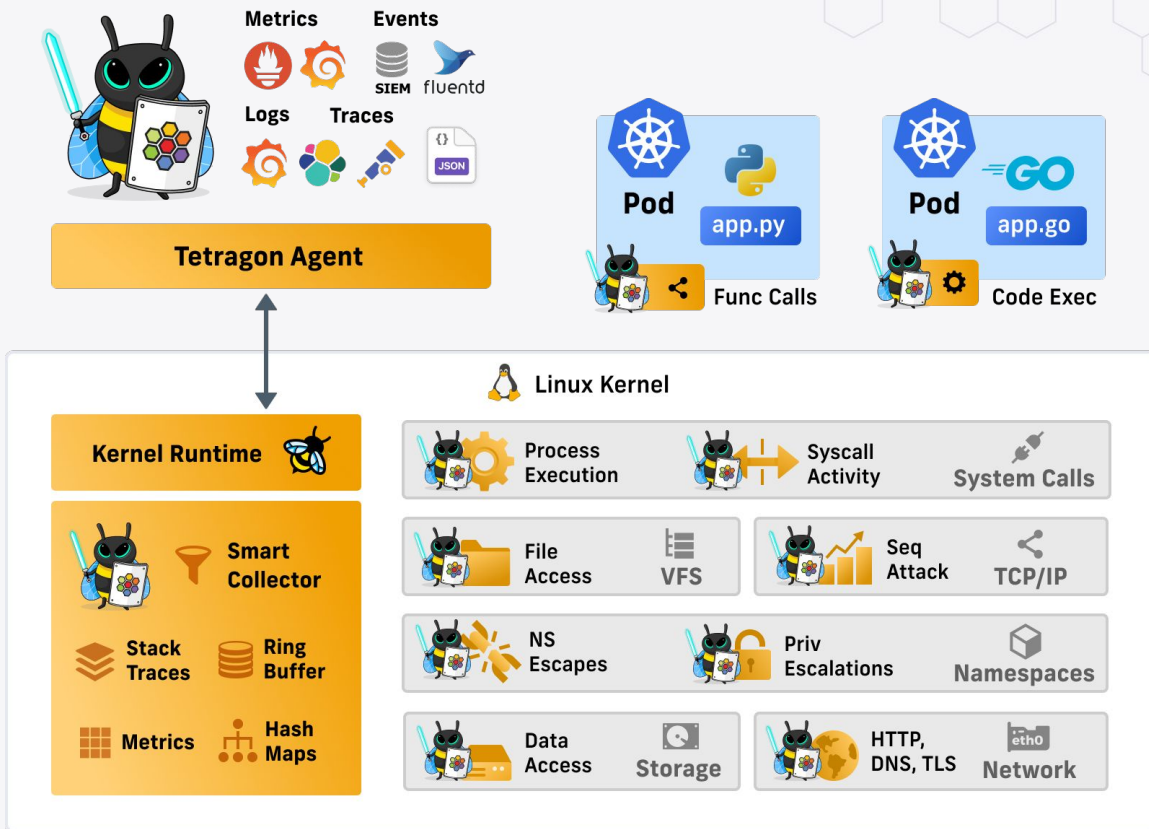 Metrics
Events
SIEM
fluentd
Logs
Traces
{}
JSON
Tetragon Agent
Pod
app.py
Func Calls
Pod
GO
app.go
Code Exec
Linux Kernel
Kernel Runtime
Smart
Collector
Stack
Traces
Ring
Buffer
Metrics
Hash
Maps
Process
Execution
Syscall
Activity
System Calls
File
Access
VFS
Seq
Attack
TCP/IP
NS
Escapes
Priv
Escalations
Namespaces
Data
Access
Storage
HTTP,
DNS, TLS
eth0
Network